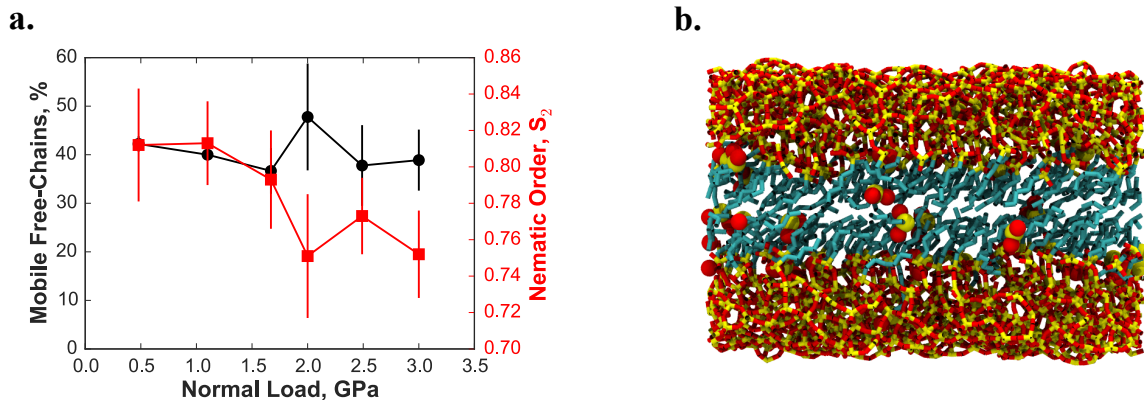 a.
b.
Mobile Free-Chains, %
60
50
40
30
20
10
0
0.86
0.84
0.82
0.80
0.78
0.76
0.74
0.72
0.70
Nematic Order, S₂
0.0 0.5 1.0 1.5 2.0 2.5 3.0 3.5
Normal Load, GPa